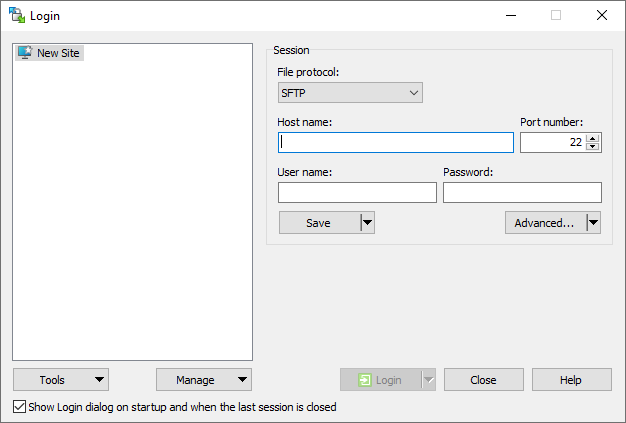 Login
New Site
Session
File protocol:
SFTP
Host name:
Port number:
22
User name:
Password:
Save
Advanced...
Tools
Manage
Login
Close
Help
Show Login dialog on startup and when the last session is closed